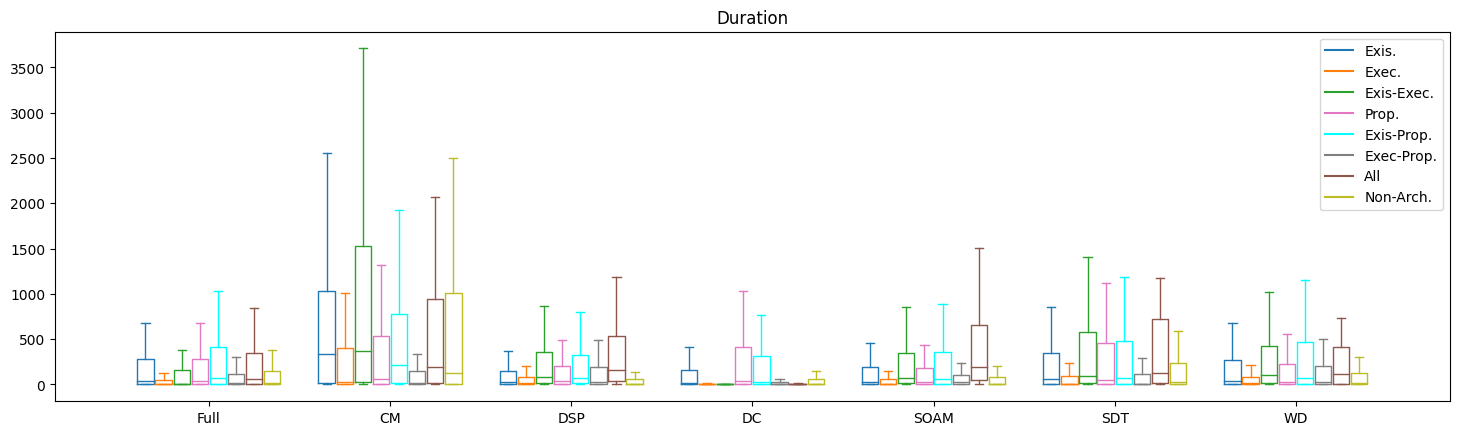 Duration
3500
3000
2500
2000
1500
1000
500
0
Full
CM
DSP
DC
SOAM
SDT
WD
Exis.
Exec.
Exis-Exec.
Prop.
Exis-Prop.
Exec-Prop.
All
Non-Arch.